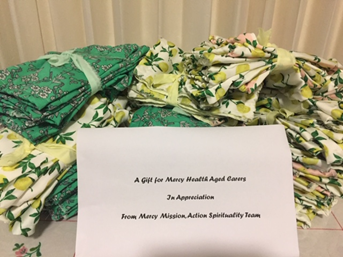 A Gift for Mercy Health Aged Carers
In Appreciation
From Mercy Mission, Action Spirituality Team